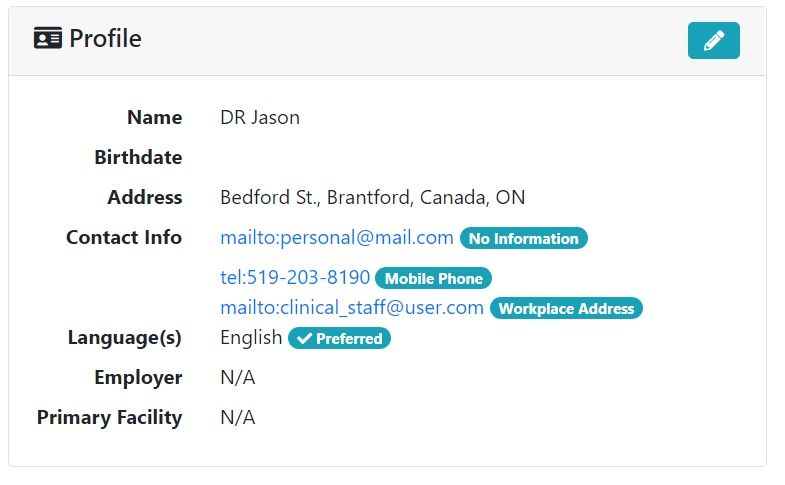 Profile
Name DR Jason
Birthdate
Address Bedford St., Brantford, Canada, ON
Contact Info mailto:personal@mail.com No Information
tel:519-203-8190 Mobile Phone
mailto:clinical_staff@user.com Workplace Address
Language(s) English Preferred
Employer N/A
Primary Facility N/A